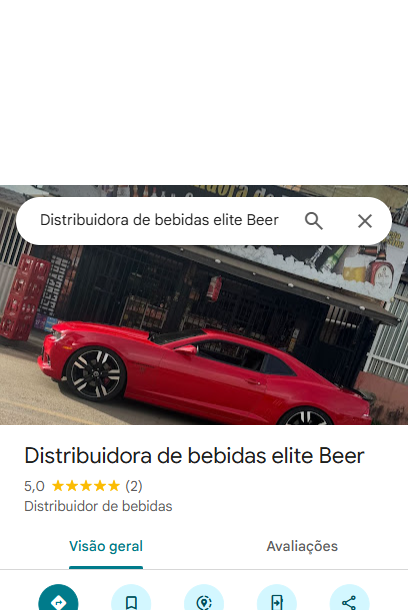 Distribuidora de bebidas elite Beer
Distribuidora de bebidas elite Beer
5,0 (2)
Distribuidor de bebidas
Visão geral
Avaliações